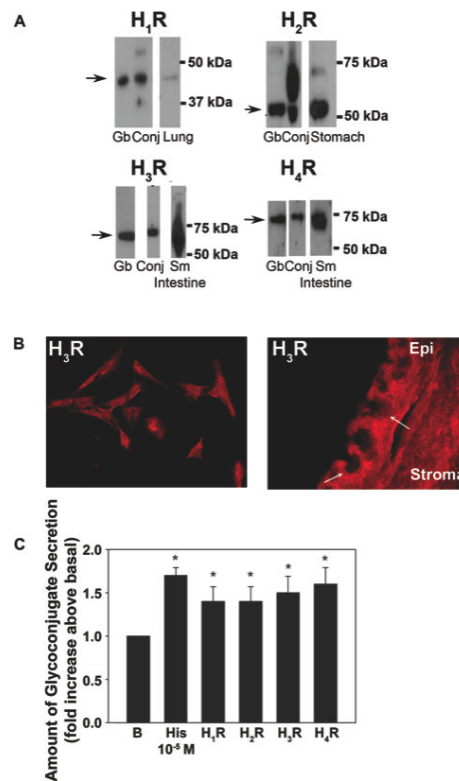 A
H₁R
H₂R
50 kDa
37 kDa
75 kDa
50 kDa
Gb Conj Lung
Gb Conj Stomach
H₃R
H₄R
75 kDa
50 kDa
75 kDa
50 kDa
Gb Conj Sm
Intestine
Gb Conj Sm
Intestine
B
H₃R
H₃R
Epi
Stroma
C
Amount of Glycoconjugate Secretion
(fold increase above basal)
2.0
1.5
1.0
0.5
0.0
* * * * *
B His H₁R H₂R H₃R H₄R
10⁻⁵ M